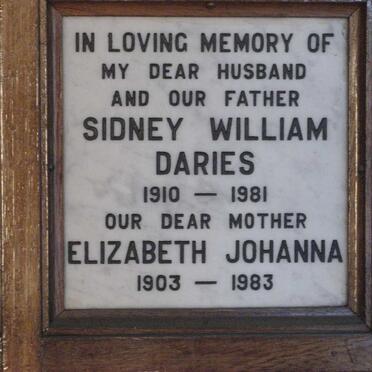 IN LOVING MEMORY OF
MY DEAR HUSBAND
AND OUR FATHER
SIDNEY WILLIAM
DARIES
1910 — 1981
OUR DEAR MOTHER
ELIZABETH JOHANNA
1903 — 1983